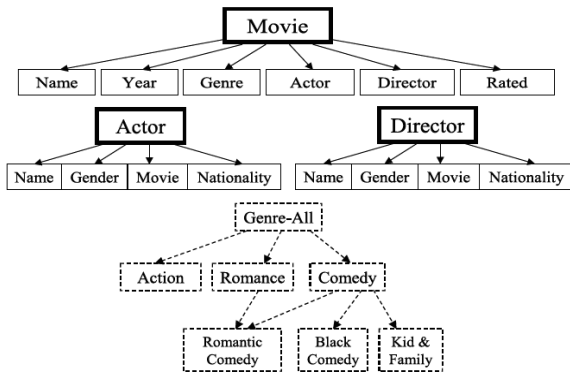 Movie
Name Year Genre Actor Director Rated
Actor Director
Name Gender Movie Nationality Name Gender Movie Nationality
Genre-All
Action Romance Comedy
Romantic Black Kid &
Comedy Comedy Family